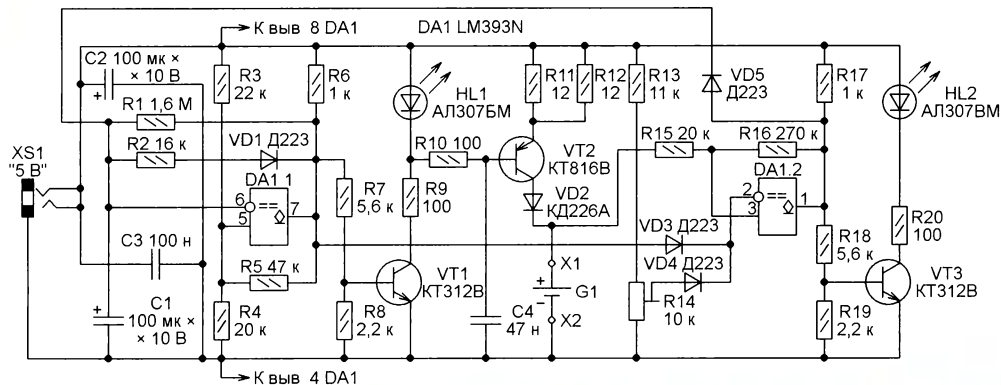 К выв 8 DA1
DA1 LM393N
C2 100 мк ×
× 10 В
+
R1 1,6 М
R2 16 к
R3
22 к
R6
1 к
HL1
АЛ307БМ
R11
12
R12
12
R13
11 к
VD5
Д223
R17
1 к
HL2
АЛ307ВМ
XS1
"5 В"
VD1 Д223
DA1 1
6
5
7
R7
5,6 к
R10 100
R9
100
VT2
КТ816В
VD2
КД226А
R15 20 к
R16 270 к
DA1.2
2
3
1
R20
100
C3 100 н
R5 47 к
VD3 Д223
VD4 Д223
R18
5,6 к
VT3
КТ312В
+
C1
100 мк ×
× 10 В
R4
20 к
R8
2,2 к
VT1
КТ312В
C4
47 н
X1
+
G1
−
X2
R14
10 к
R19
2,2 к
К выв 4 DA1